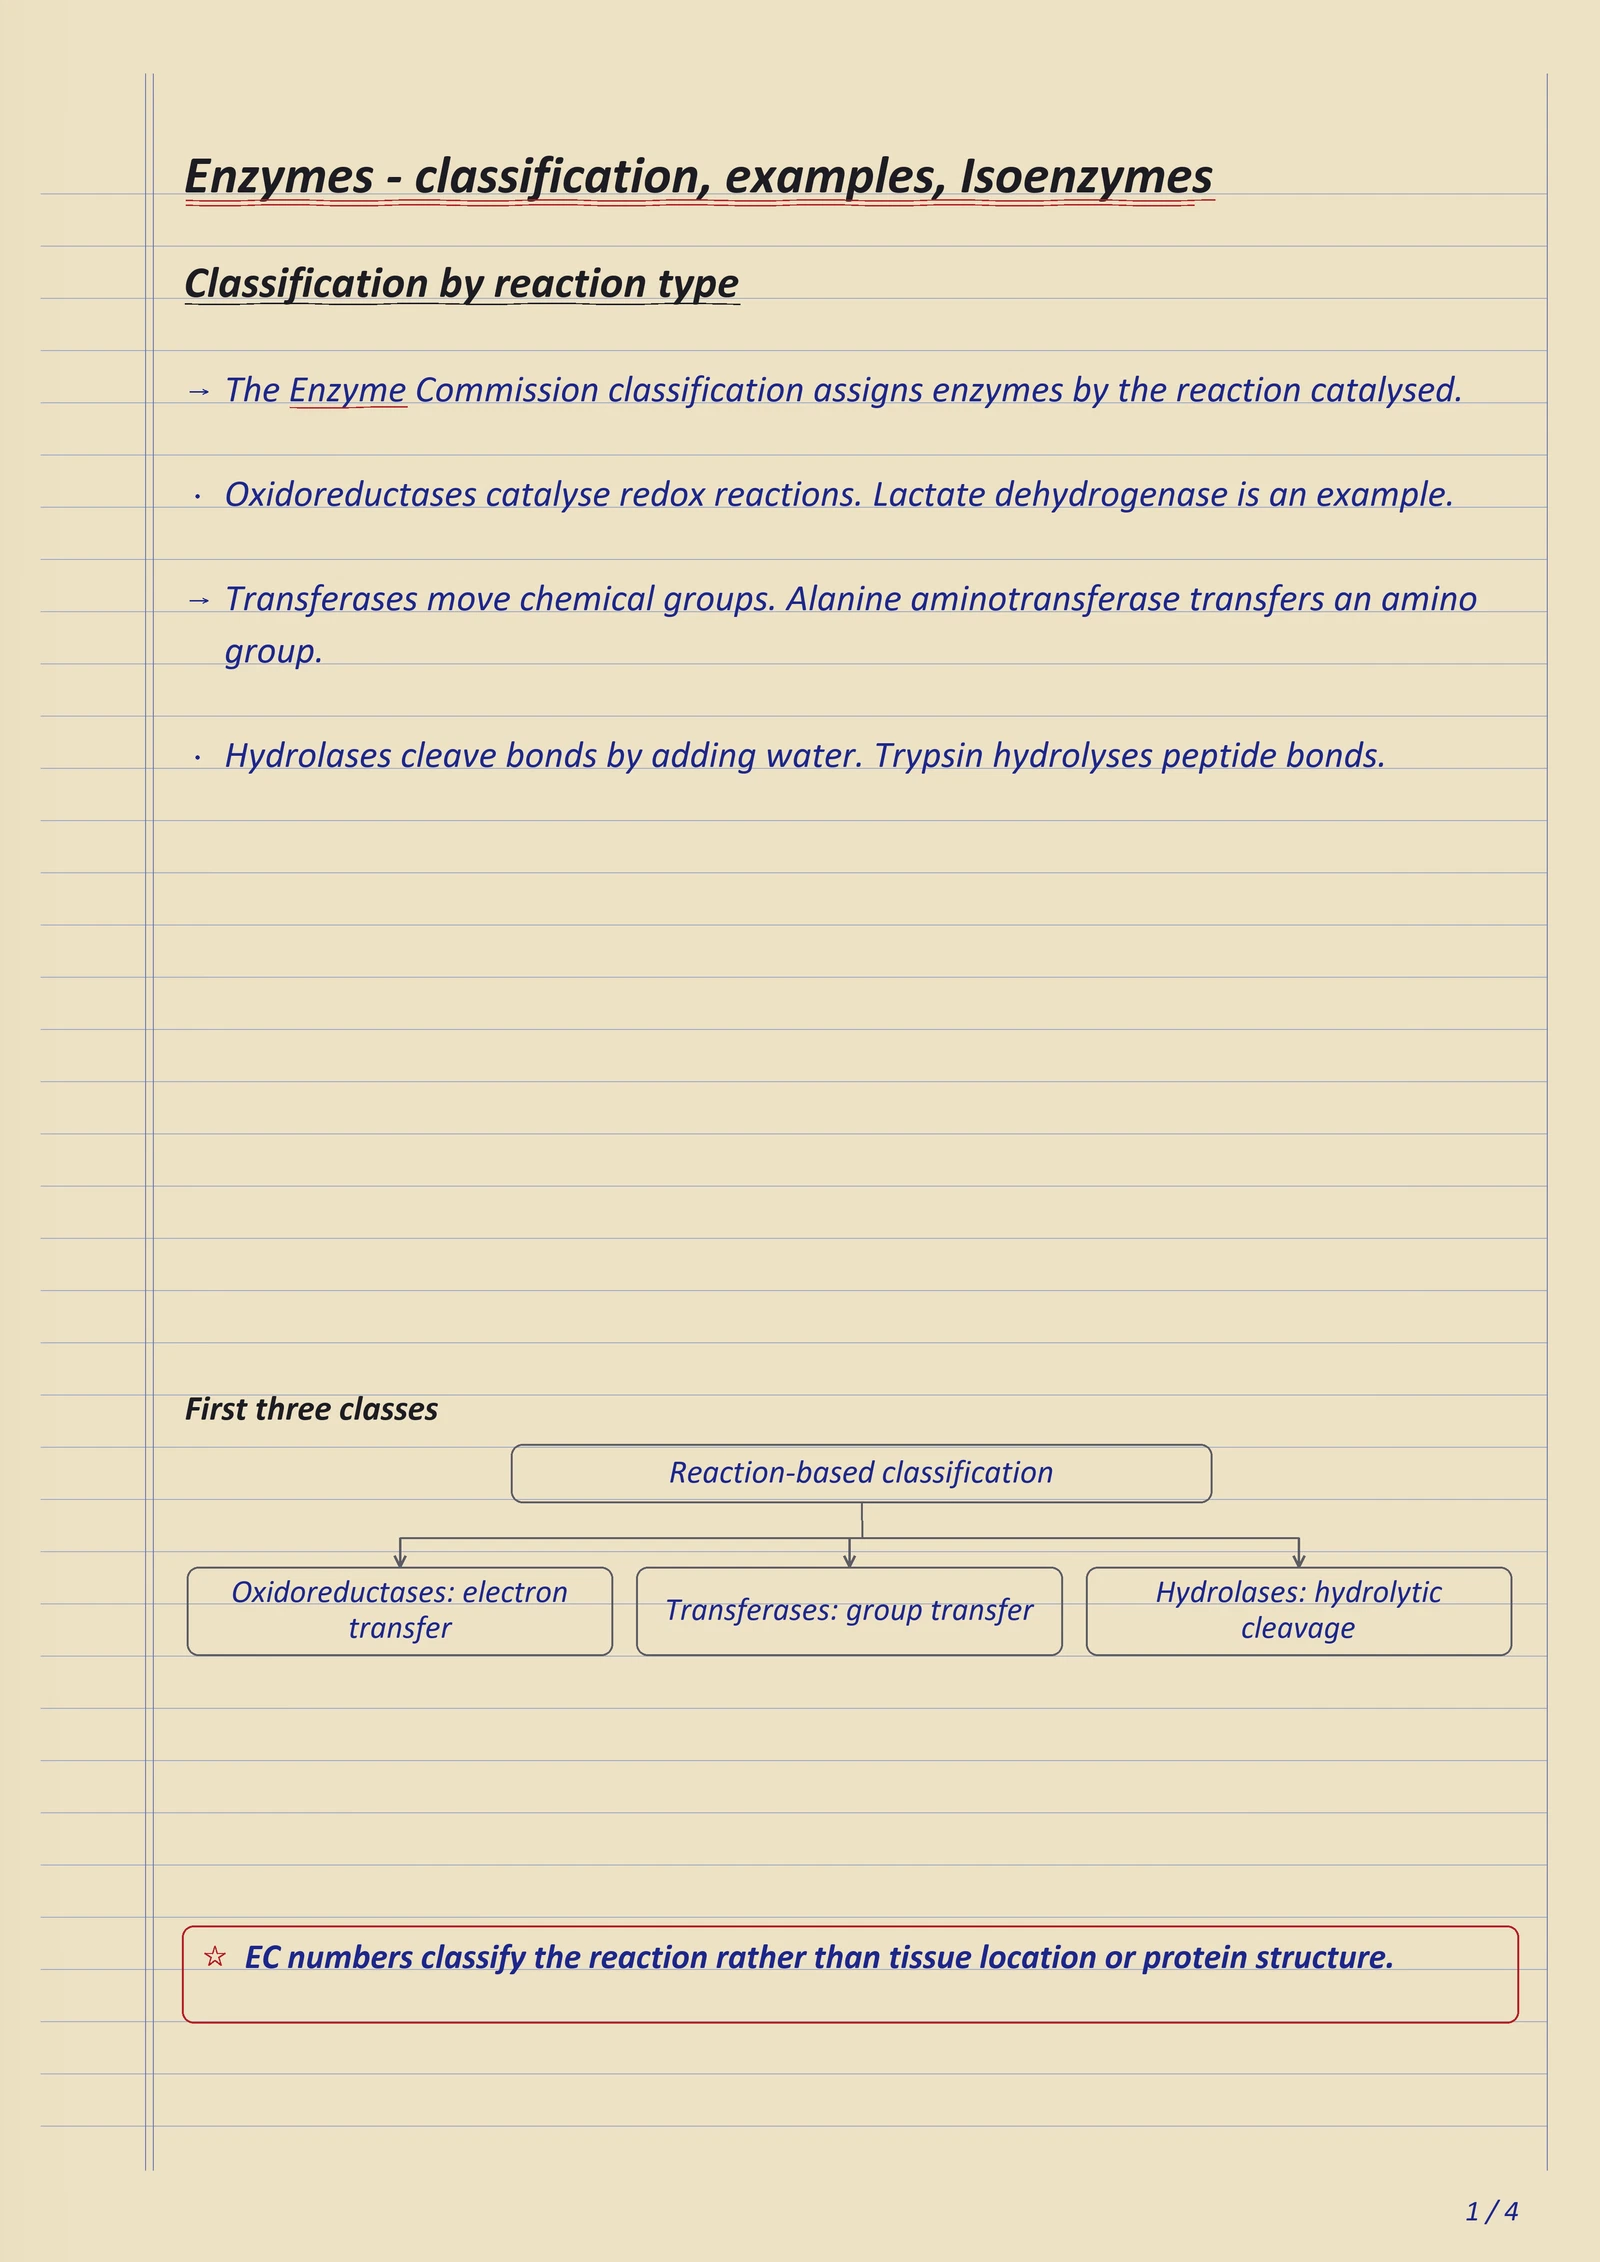 Enzymes - classification, examples, Isoenzymes
Classification by reaction type
→ The Enzyme Commission classification assigns enzymes by the reaction catalysed.
· Oxidoreductases catalyse redox reactions. Lactate dehydrogenase is an example.
→ Transferases move chemical groups. Alanine aminotransferase transfers an amino
group.
· Hydrolases cleave bonds by adding water. Trypsin hydrolyses peptide bonds.
First three classes
Reaction-based classification
Oxidoreductases: electron
transfer
Transferases: group transfer
Hydrolases: hydrolytic
cleavage
☆ EC numbers classify the reaction rather than tissue location or protein structure.
1 / 4